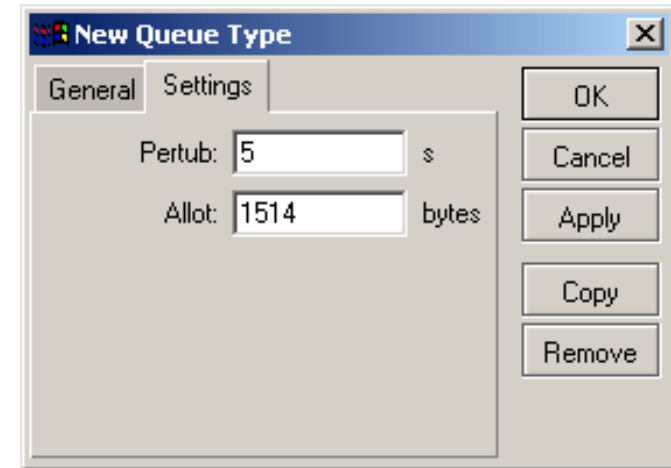 New Queue Type
General Settings
Pertub: 5 s
Allot: 1514 bytes
OK
Cancel
Apply
Copy
Remove